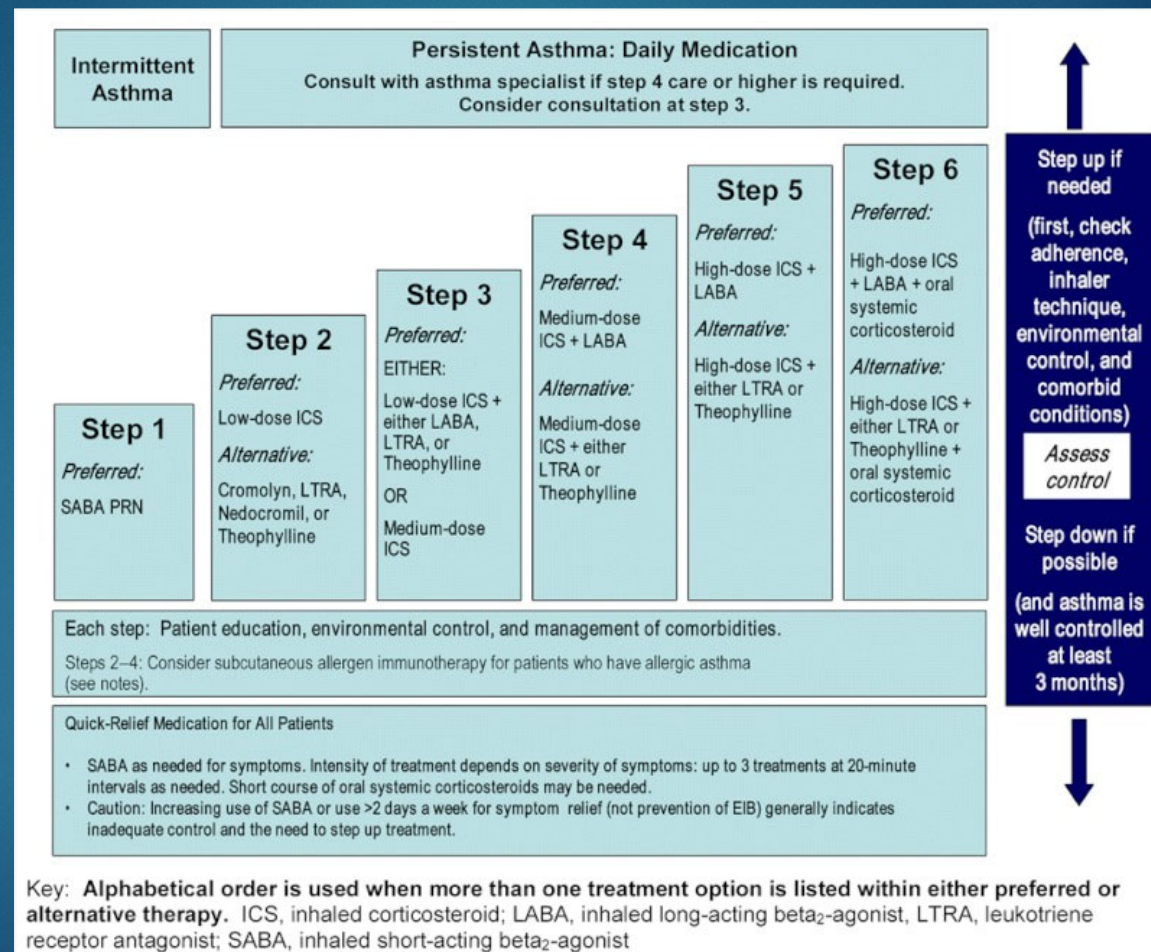 Intermittent
Asthma
Persistent Asthma: Daily Medication
Consult with asthma specialist if step 4 care or higher is required.
Consider consultation at step 3.
Step 1
Preferred:
SABA PRN
Step 2
Preferred:
Low-dose ICS
Alternative:
Cromolyn, LTRA,
Nedocromil, or
Theophylline
Step 3
Preferred:
EITHER:
Low-dose ICS +
either LABA,
LTRA, or
Theophylline
OR
Medium-dose
ICS
Step 4
Preferred:
Medium-dose
ICS + LABA
Alternative:
Medium-dose
ICS + either
LTRA or
Theophylline
Step 5
Preferred:
High-dose ICS +
LABA
Alternative:
High-dose ICS +
either LTRA or
Theophylline
Step 6
Preferred:
High-dose ICS
+ LABA + oral
systemic
corticosteroid
Alternative:
High-dose ICS +
either LTRA or
Theophylline +
oral systemic
corticosteroid
Step up if
needed
(first, check
adherence,
inhaler
technique,
environmental
control, and
comorbid
conditions)
Assess
control
Step down if
possible
(and asthma is
well controlled
at least
3 months)
Each step: Patient education, environmental control, and management of comorbidities.
Steps 2–4: Consider subcutaneous allergen immunotherapy for patients who have allergic asthma
(see notes).
Quick-Relief Medication for All Patients
• SABA as needed for symptoms. Intensity of treatment depends on severity of symptoms: up to 3 treatments at 20-minute
intervals as needed. Short course of oral systemic corticosteroids may be needed.
• Caution: Increasing use of SABA or use >2 days a week for symptom relief (not prevention of EIB) generally indicates
inadequate control and the need to step up treatment.
Key: Alphabetical order is used when more than one treatment option is listed within either preferred or
alternative therapy. ICS, inhaled corticosteroid; LABA, inhaled long-acting beta₂-agonist, LTRA, leukotriene
receptor antagonist; SABA, inhaled short-acting beta₂-agonist